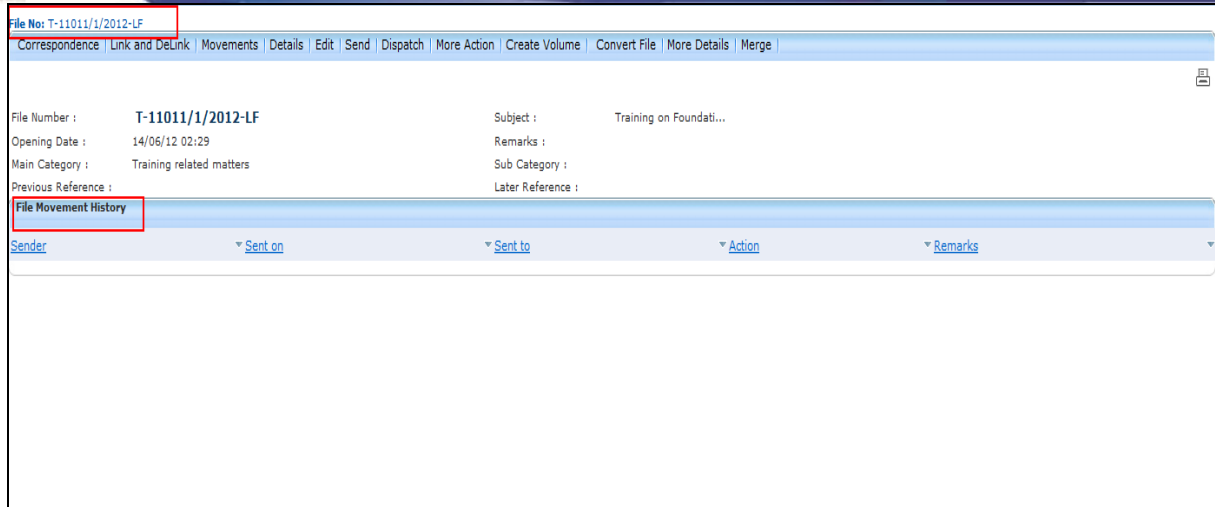 File No: T-11011/1/2012-LF
Correspondence | Link and DeLink | Movements | Details | Edit | Send | Dispatch | More Action | Create Volume | Convert File | More Details | Merge |
File Number : T-11011/1/2012-LF Subject : Training on Foundati...
Opening Date : 14/06/12 02:29 Remarks :
Main Category : Training related matters Sub Category :
Previous Reference : Later Reference :
File Movement History
Sender Sent on Sent to Action Remarks